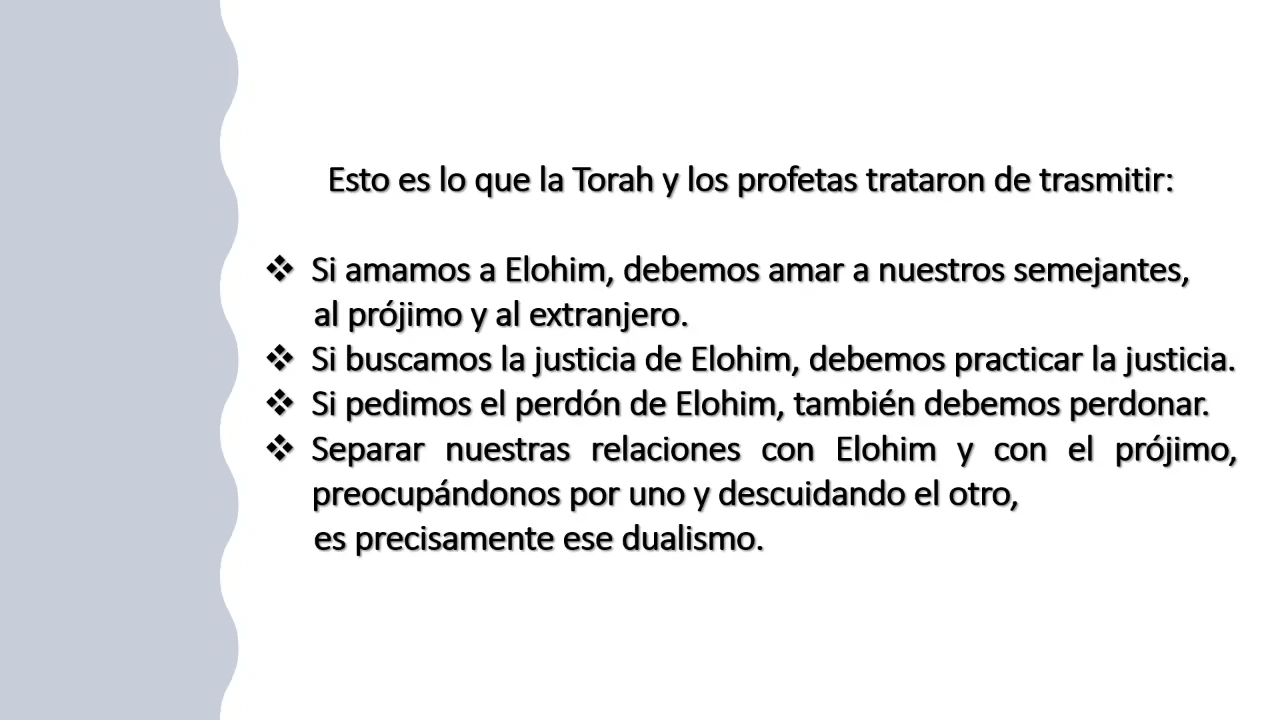 Esto es lo que la Torah y los profetas trataron de trasmitir:
❖ Si amamos a Elohim, debemos amar a nuestros semejantes,
al prójimo y al extranjero.
❖ Si buscamos la justicia de Elohim, debemos practicar la justicia.
❖ Si pedimos el perdón de Elohim, también debemos perdonar.
❖ Separar nuestras relaciones con Elohim y con el prójimo,
preocupándonos por uno y descuidando el otro,
es precisamente ese dualismo.